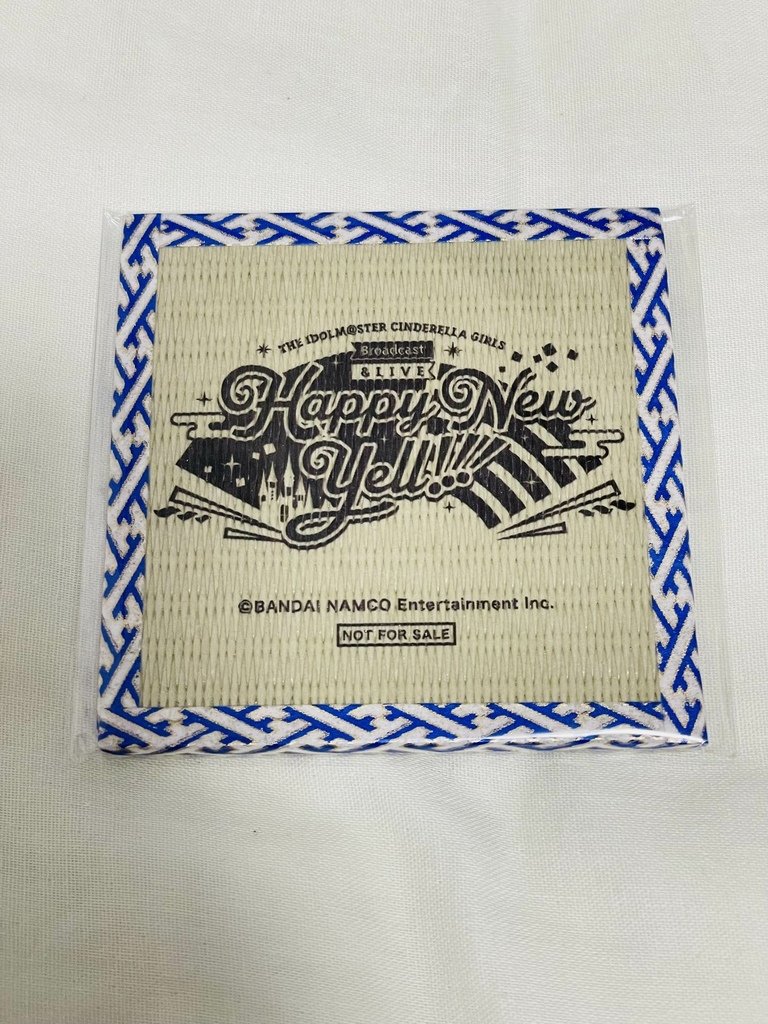 THE IDOLM@STER CINDERELLA GIRLS
Broadcast
&LIVE
Happy New
Yell!!!
©BANDAI NAMCO Entertainment Inc.
NOT FOR SALE